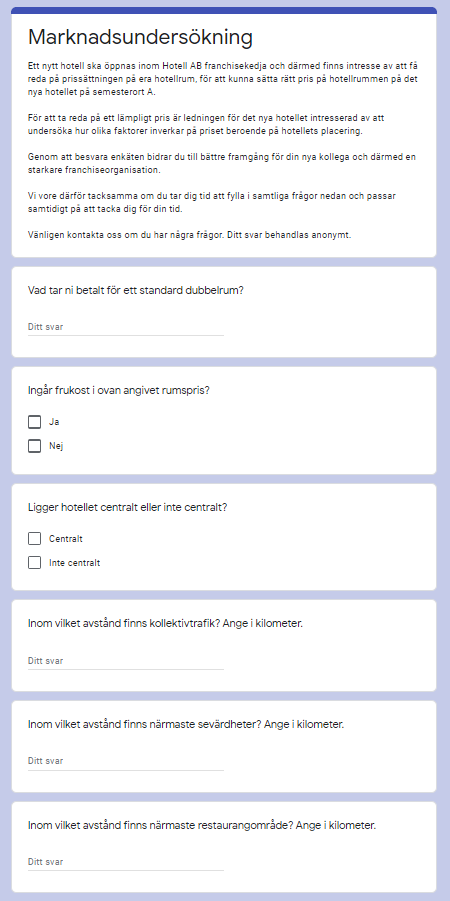 Marknadsundersökning
Ett nytt hotell ska öppnas inom Hotell AB franchisekedja och därmed finns intresse av att få
reda på prissättningen på era hotellrum, för att kunna sätta rätt pris på hotellrummen på det
nya hotellet på semesterort A.
För att ta reda på ett lämpligt pris är ledningen för det nya hotellet intresserad av att
undersöka hur olika faktorer inverkar på priset beroende på hotellets placering.
Genom att besvara enkäten bidrar du till bättre framgång för din nya kollega och därmed en
starkare franchiseorganisation.
Vi vore därför tacksamma om du tar dig tid att fylla i samtliga frågor nedan och passar
samtidigt på att tacka dig för din tid.
Vänligen kontakta oss om du har några frågor. Ditt svar behandlas anonymt.
Vad tar ni betalt för ett standard dubbelrum?
Ditt svar
Ingår frukost i ovan angivet rumspris?
Ja
Nej
Ligger hotellet centralt eller inte centralt?
Centralt
Inte centralt
Inom vilket avstånd finns kollektivtrafik? Ange i kilometer.
Ditt svar
Inom vilket avstånd finns närmaste sevärdheter? Ange i kilometer.
Ditt svar
Inom vilket avstånd finns närmaste restaurangområde? Ange i kilometer.
Ditt svar